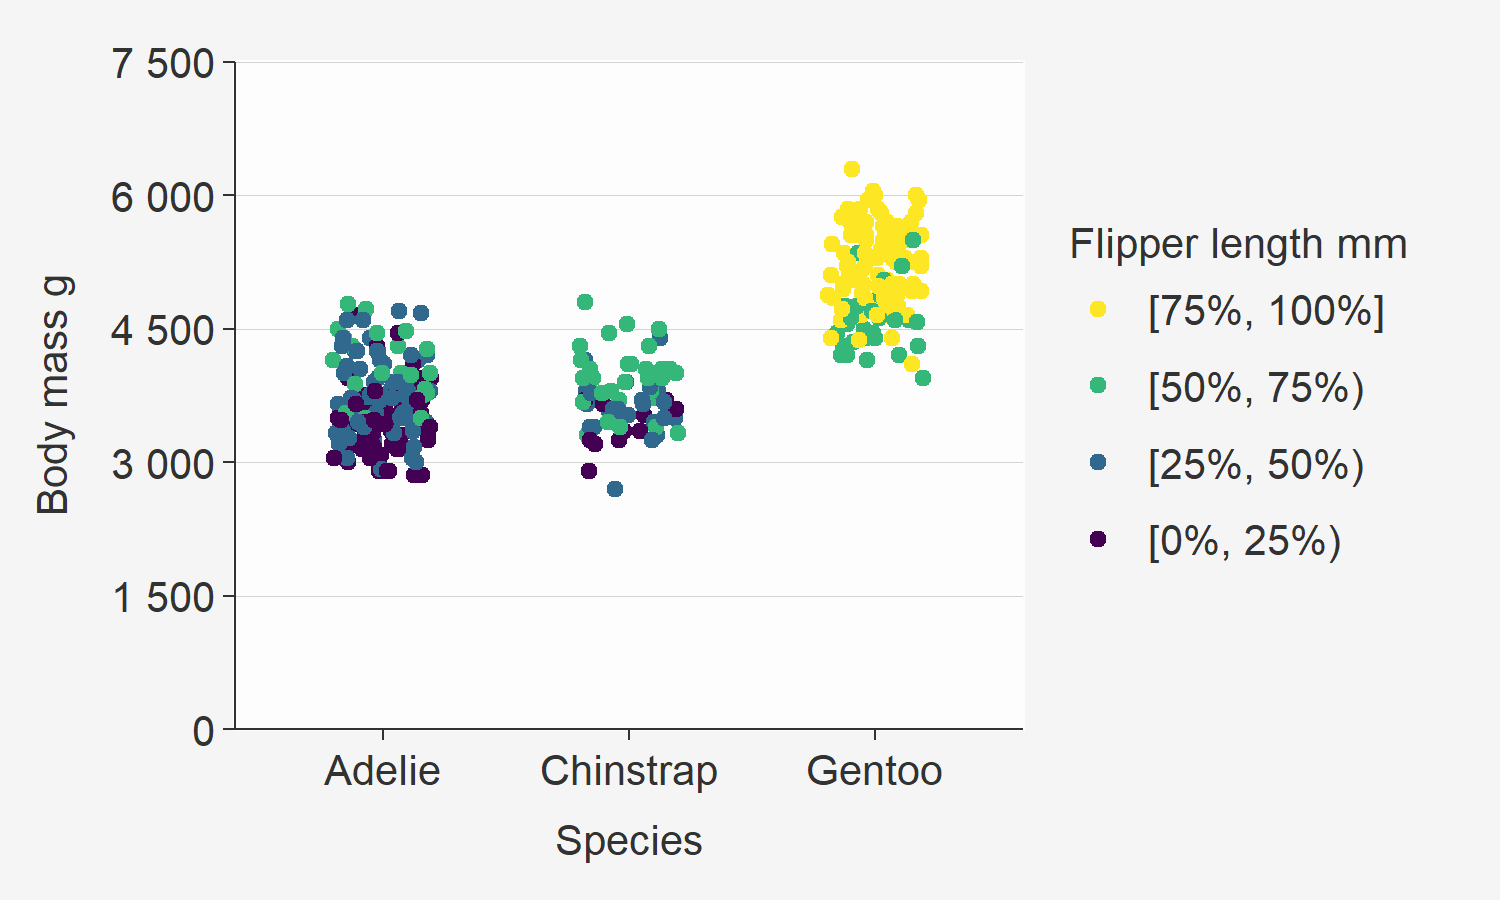 7 500
6 000
4 500
3 000
1 500
0
Body mass g
Adelie
Chinstrap
Gentoo
Species
Flipper length mm
[75%, 100%]
[50%, 75%)
[25%, 50%)
[0%, 25%)